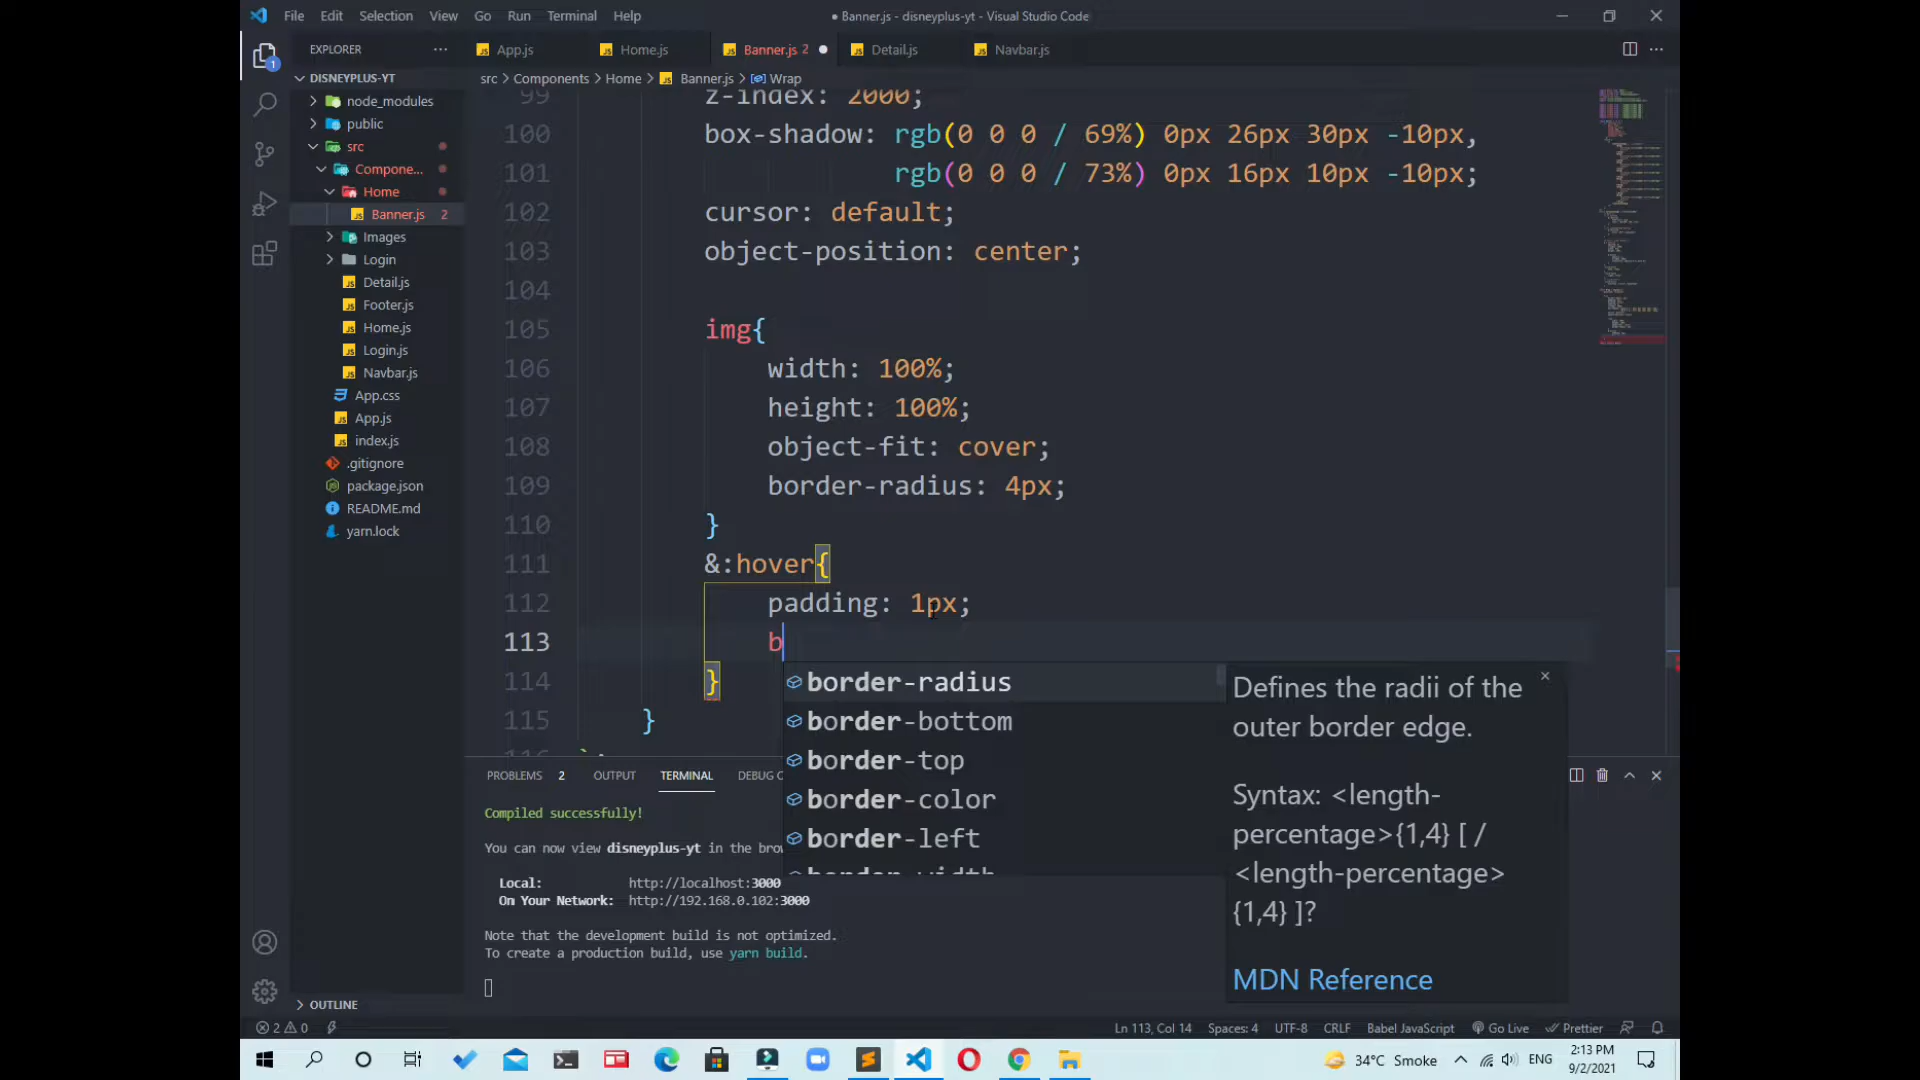 File Edit Selection View Go Run Terminal Help
● Banner.js - disneyplus-yt - Visual Studio Code
EXPLORER
App.js
Home.js
Banner.js 2
Detail.js
Navbar.js
src > Components > Home > Banner.js > Wrap
DISNEYPLUS-YT
node_modules
public
src
Compone...
Home
Banner.js 2
Images
Login
Detail.js
Footer.js
Home.js
Login.js
Navbar.js
App.css
App.js
index.js
.gitignore
package.json
README.md
yarn.lock
OUTLINE
99 z-index: 2000;
100 box-shadow: rgb(0 0 0 / 69%) 0px 26px 30px -10px,
101 rgb(0 0 0 / 73%) 0px 16px 10px -10px;
102 cursor: default;
103 object-position: center;
104
105 img{
106 width: 100%;
107 height: 100%;
108 object-fit: cover;
109 border-radius: 4px;
110 }
111 &:hover{
112 padding: 1px;
113 b
114 }
115 }
116 `;
border-radius
border-bottom
border-top
border-color
border-left
border-width
Defines the radii of the
outer border edge.
Syntax: <length-
percentage>{1,4} [ /
<length-percentage>
{1,4} ]?
MDN Reference
PROBLEMS 2 OUTPUT TERMINAL DEBUG C
Compiled successfully!
You can now view disneyplus-yt in the brow
Local: http://localhost:3000
On Your Network: http://192.168.0.102:3000
Note that the development build is not optimized.
To create a production build, use yarn build.
2 0
Ln 113, Col 14 Spaces: 4 UTF-8 CRLF Babel JavaScript Go Live Prettier
34°C Smoke ENG
2:13 PM
9/2/2021